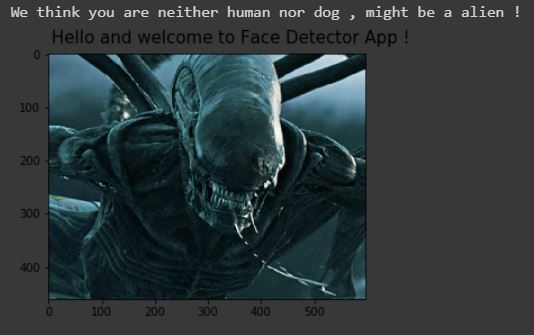 We think you are neither human nor dog , might be a alien !
Hello and welcome to Face Detector App !
0
100
200
300
400
0 100 200 300 400 500